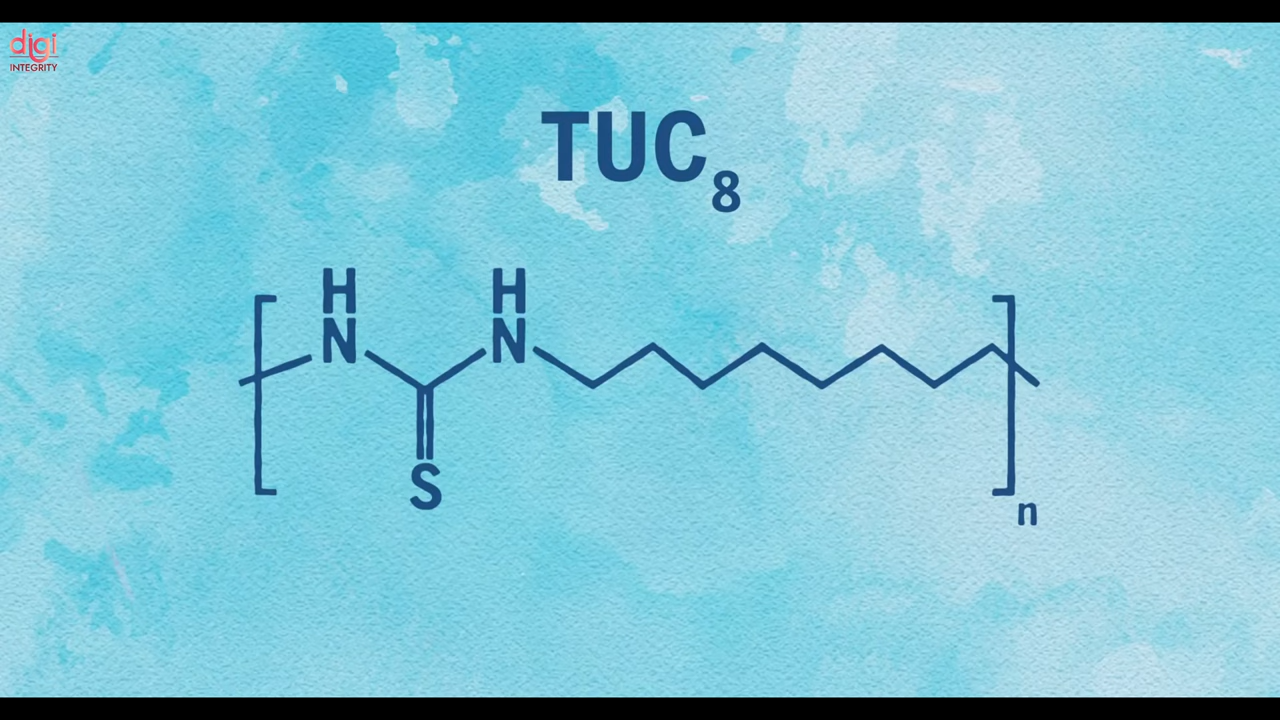 digi
INTEGRITY
TUC₈
H H
N N
S
n